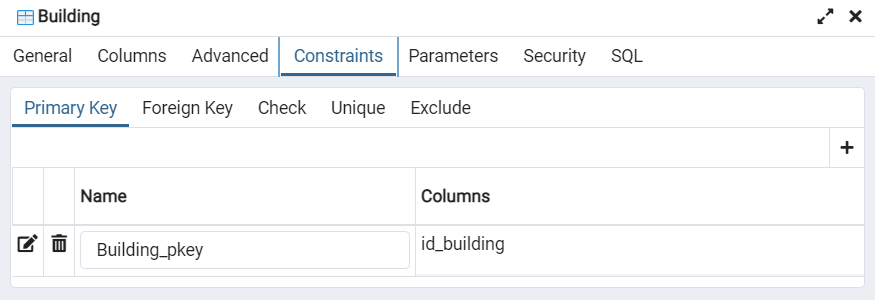 Building
General Columns Advanced Constraints Parameters Security SQL
Primary Key Foreign Key Check Unique Exclude
Name Columns
Building_pkey id_building